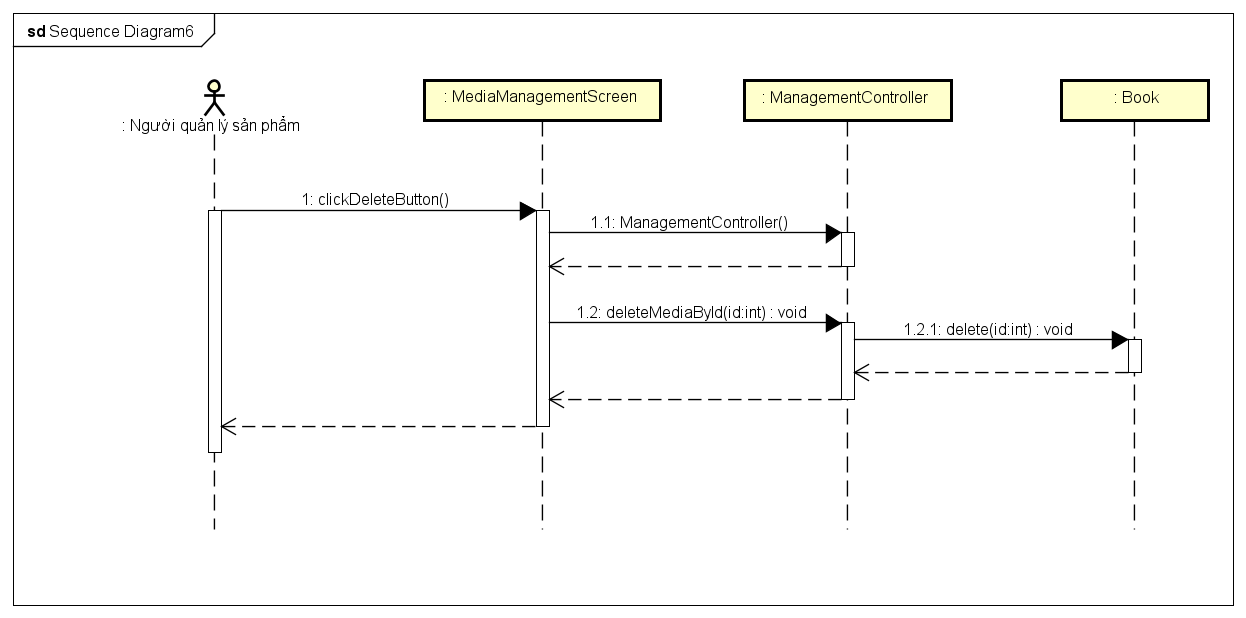 sd Sequence Diagram6
: Người quản lý sản phẩm
: MediaManagementScreen
: ManagementController
: Book
1: clickDeleteButton()
1.1: ManagementController()
1.2: deleteMediaById(id:int) : void
1.2.1: delete(id:int) : void